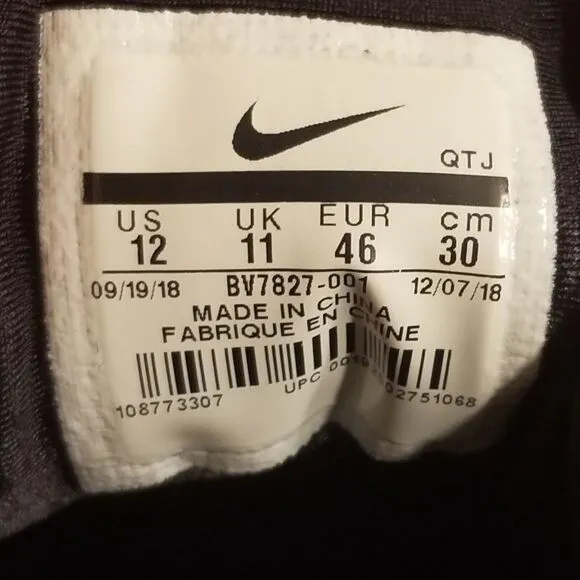 QTJ
US UK EUR cm
12 11 46 30
09/19/18 BV7827-001 12/07/18
MADE IN CHINA
FABRIQUE EN CHINE
108773307 UPC 02751068